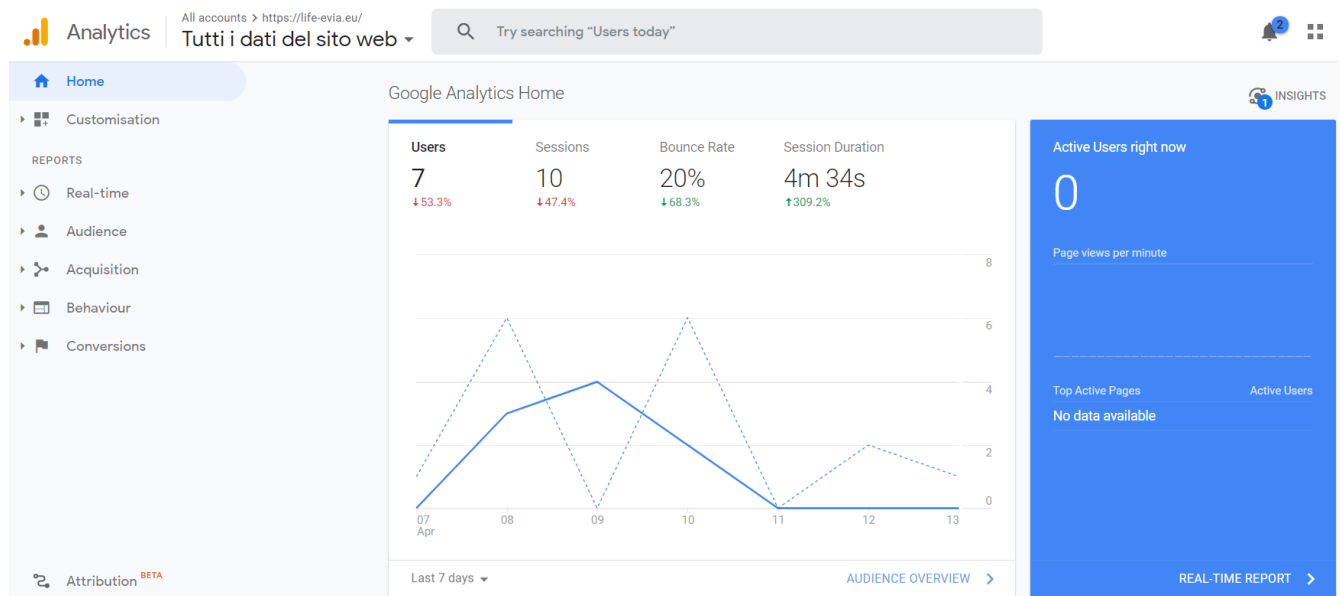 All accounts > https://life-evia.eu/
Analytics
Tutti i dati del sito web
Try searching “Users today”
2
Home
Customisation
REPORTS
Real-time
Audience
Acquisition
Behaviour
Conversions
Attribution BETA
Google Analytics Home
1 INSIGHTS
Users Sessions Bounce Rate Session Duration
7 10 20% 4m 34s
↓53.3% ↓47.4% ↓68.3% ↑309.2%
8
6
4
2
0
07 08 09 10 11 12 13
Apr
Last 7 days
AUDIENCE OVERVIEW
Active Users right now
0
Page views per minute
Top Active Pages Active Users
No data available
REAL-TIME REPORT